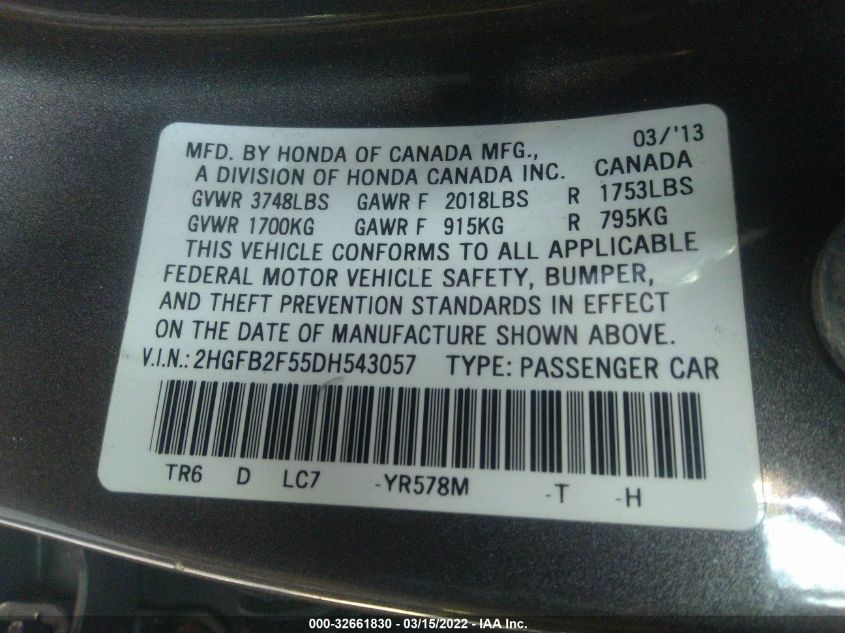 03/'13
MFD. BY HONDA OF CANADA MFG.,
A DIVISION OF HONDA CANADA INC. CANADA
GVWR 3748LBS GAWR F 2018LBS R 1753LBS
GVWR 1700KG GAWR F 915KG R 795KG
THIS VEHICLE CONFORMS TO ALL APPLICABLE
FEDERAL MOTOR VEHICLE SAFETY, BUMPER,
AND THEFT PREVENTION STANDARDS IN EFFECT
ON THE DATE OF MANUFACTURE SHOWN ABOVE.
V.I.N.: 2HGFB2F55DH543057 TYPE: PASSENGER CAR
TR6 D LC7 -YR578M -T -H
000-32661830 - 03/15/2022 - IAA Inc.